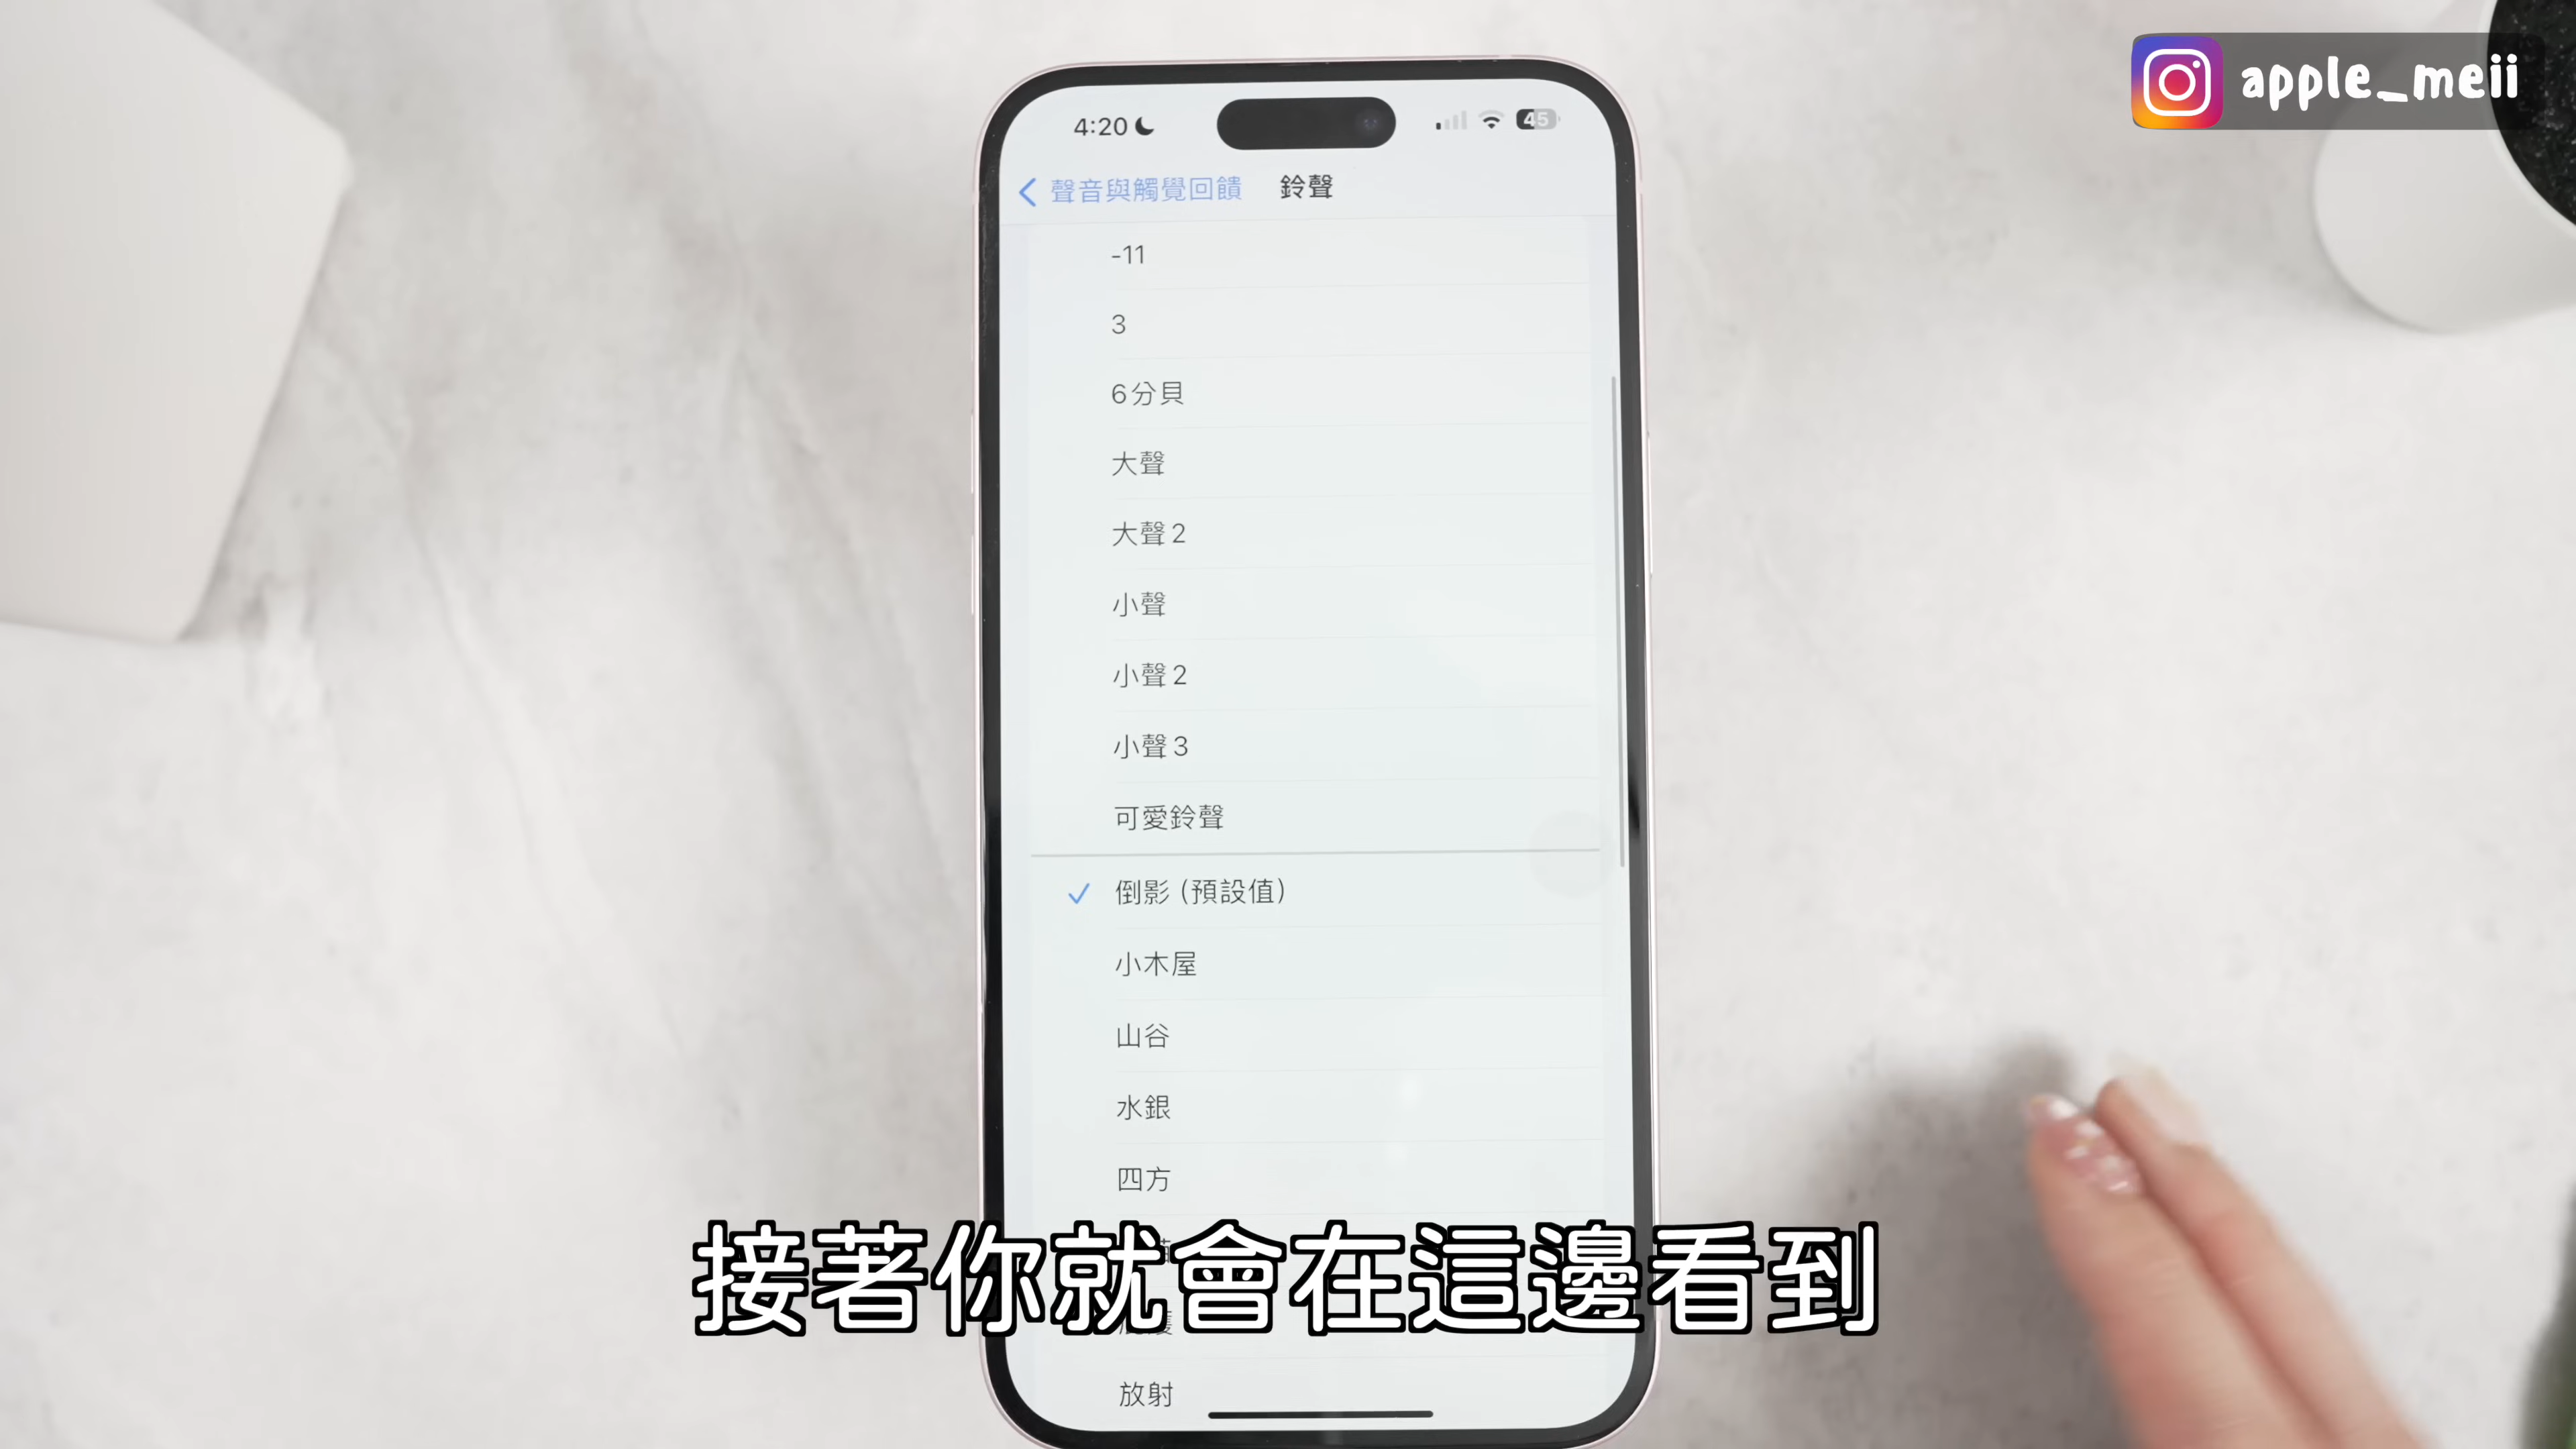 apple_meii
4:20
45
聲音與觸覺回饋 鈴聲
-11
3
6分貝
大聲
大聲2
小聲
小聲2
小聲3
可愛鈴聲
倒影 (預設值)
小木屋
山谷
水銀
四方
接著你就會在這邊看到
放射